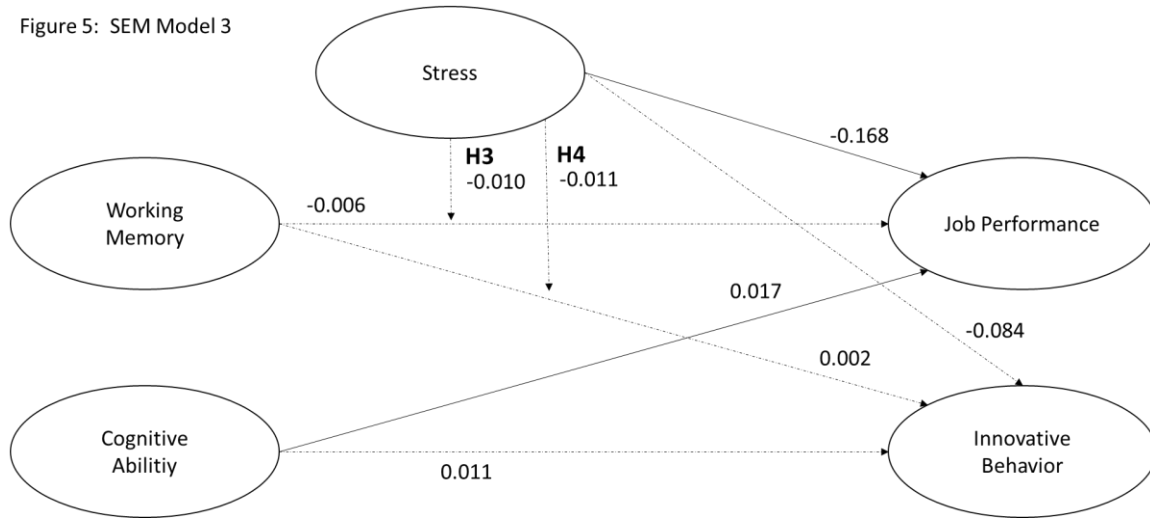 Figure 5: SEM Model 3
Stress
-0.168
H3
-0.010
H4
-0.011
Working
Memory
-0.006
Job Performance
0.017
-0.084
0.002
Cognitive
Abilitiy
0.011
Innovative
Behavior